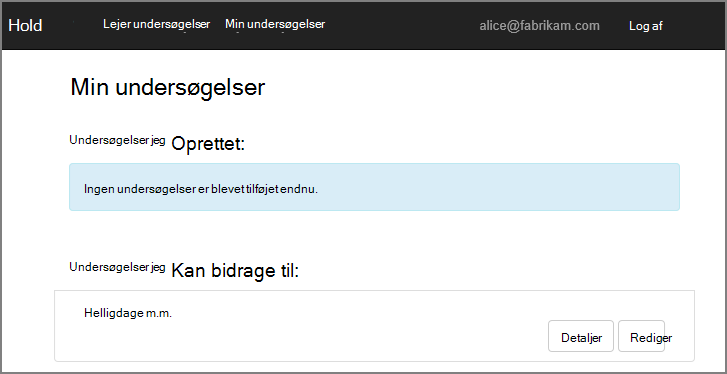 Hold Lejer undersøgelser Min undersøgelser alice@fabrikam.com Log af
Min undersøgelser
Undersøgelser jeg Oprettet:
Ingen undersøgelser er blevet tilføjet endnu.
Undersøgelser jeg Kan bidrage til:
Helligdage m.m.
Detaljer Rediger